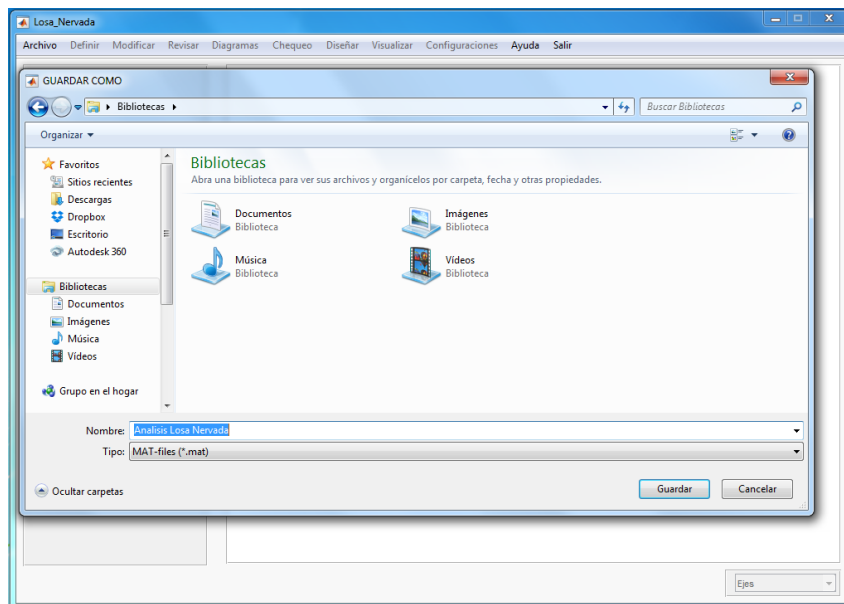 Losa_Nervada
Archivo Definir Modificar Revisar Diagramas Chequeo Diseñar Visualizar Configuraciones Ayuda Salir
GUARDAR COMO
Bibliotecas
Buscar Bibliotecas
Organizar
Favoritos
Sitios recientes
Descargas
Dropbox
Escritorio
Autodesk 360
Bibliotecas
Documentos
Imágenes
Música
Vídeos
Grupo en el hogar
Bibliotecas
Abra una biblioteca para ver sus archivos y organícelos por carpeta, fecha y otras propiedades.
Documentos
Biblioteca
Imágenes
Biblioteca
Música
Biblioteca
Vídeos
Biblioteca
Nombre: Analisis Losa Nervada
Tipo: MAT-files (*.mat)
Ocultar carpetas
Guardar
Cancelar
Ejes